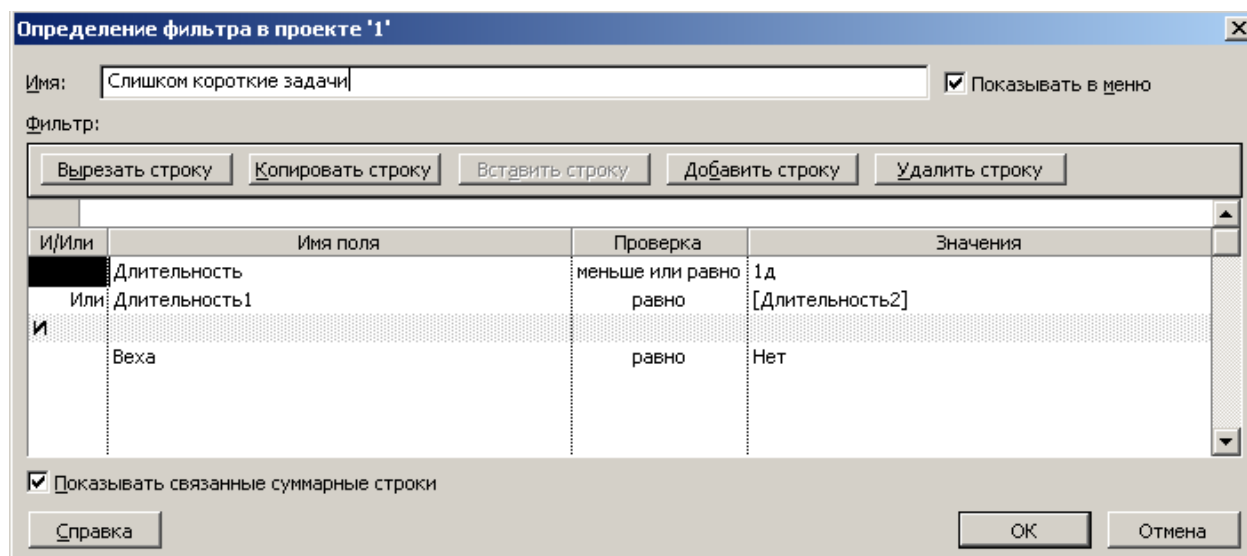 Определение фильтра в проекте '1'
Имя: Слишком короткие задачи Показывать в меню
Фильтр:
Вырезать строку Копировать строку Вставить строку Добавить строку Удалить строку
И/Или Имя поля Проверка Значения
Длительность меньше или равно 1д
Или Длительность1 равно [Длительность2]
И
Веха равно Нет
Показывать связанные суммарные строки
Справка ОК Отмена